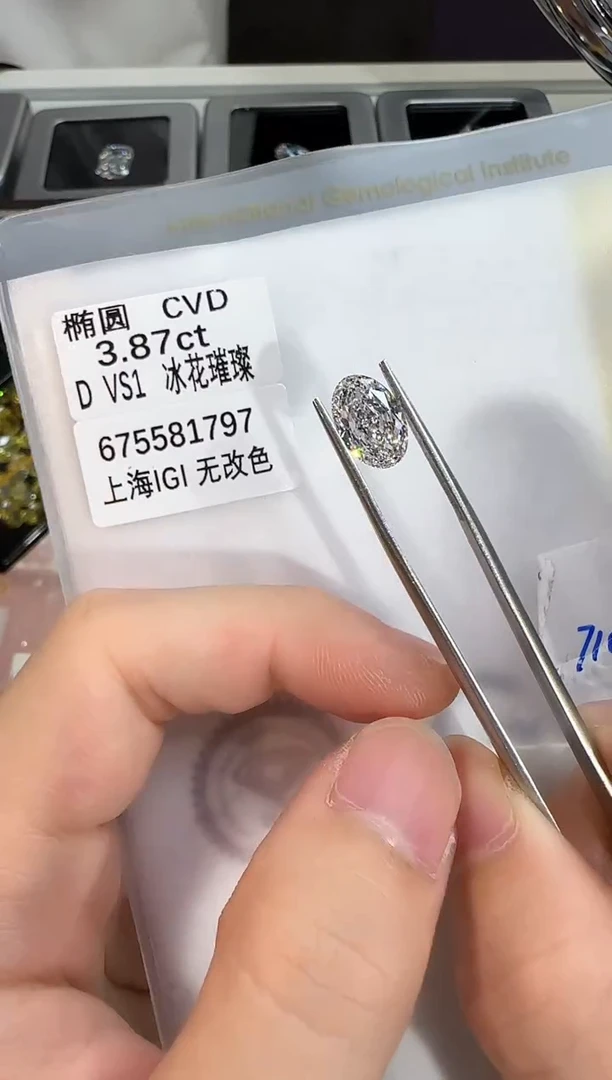 International Gemological Institute
椭圆 CVD
3.87ct
D VS1 冰花璀璨
675581797
上海IGI 无改色